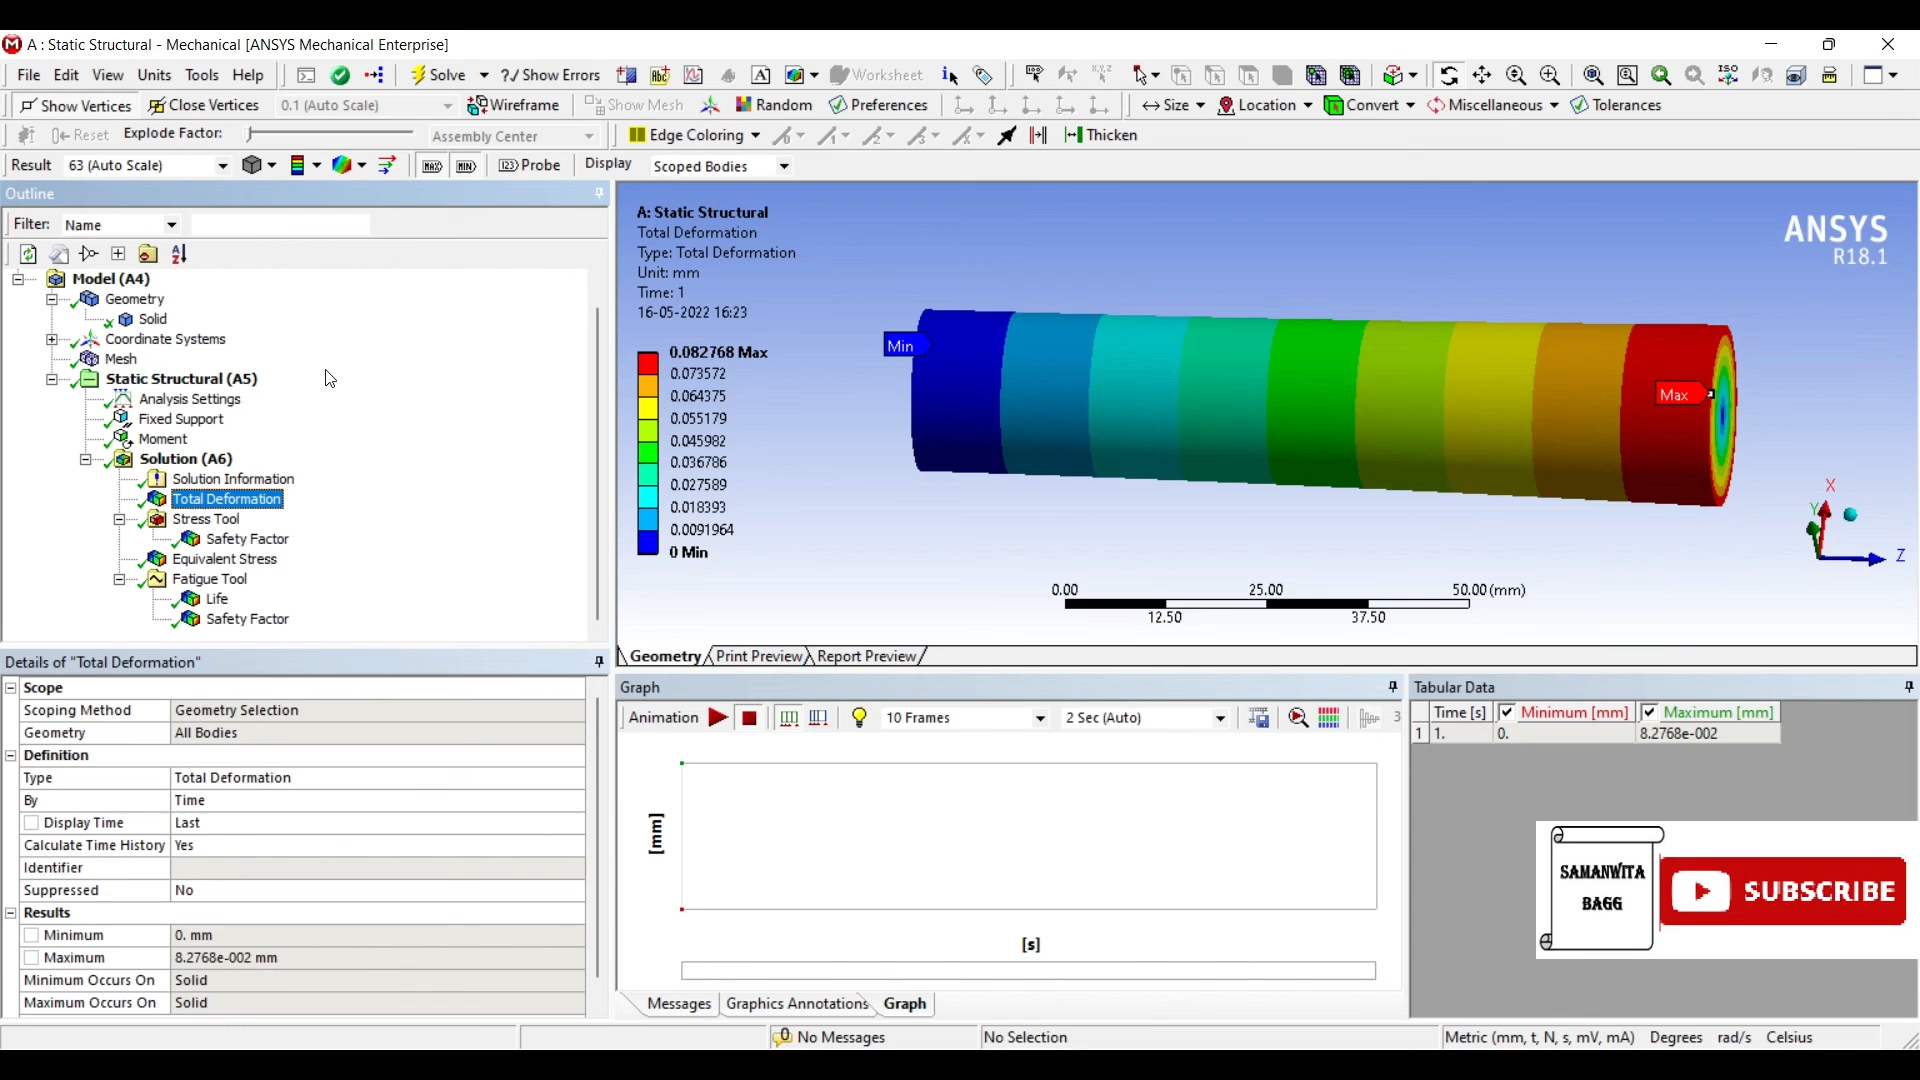 A : Static Structural - Mechanical [ANSYS Mechanical Enterprise]
File Edit View Units Tools Help Solve ?/ Show Errors Worksheet
Show Vertices Close Vertices 0.1 (Auto Scale) Wireframe Show Mesh Random Preferences Size Location Convert Miscellaneous Tolerances
Reset Explode Factor: Assembly Center Edge Coloring Thicken
Result 63 (Auto Scale) MAX MIN Probe Display Scoped Bodies
Outline
Filter: Name
Model (A4)
Geometry
Solid
Coordinate Systems
Mesh
Static Structural (A5)
Analysis Settings
Fixed Support
Moment
Solution (A6)
Solution Information
Total Deformation
Stress Tool
Safety Factor
Equivalent Stress
Fatigue Tool
Life
Safety Factor
A: Static Structural
Total Deformation
Type: Total Deformation
Unit: mm
Time: 1
16-05-2022 16:23
0.082768 Max
0.073572
0.064375
0.055179
0.045982
0.036786
0.027589
0.018393
0.0091964
0 Min
Min
Max
ANSYS
R18.1
X
Y
Z
0.00 25.00 50.00 (mm)
12.50 37.50
Geometry Print Preview Report Preview
Details of "Total Deformation"
Scope
Scoping Method Geometry Selection
Geometry All Bodies
Definition
Type Total Deformation
By Time
Display Time Last
Calculate Time History Yes
Identifier
Suppressed No
Results
Minimum 0. mm
Maximum 8.2768e-002 mm
Minimum Occurs On Solid
Maximum Occurs On Solid
Graph
Animation 10 Frames 2 Sec (Auto) 3
[mm]
[s]
Messages Graphics Annotations Graph
Tabular Data
Time [s] Minimum [mm] Maximum [mm]
1 1. 0. 8.2768e-002
SAMANWITA
BAGG
SUBSCRIBE
No Messages No Selection Metric (mm, t, N, s, mV, mA) Degrees rad/s Celsius